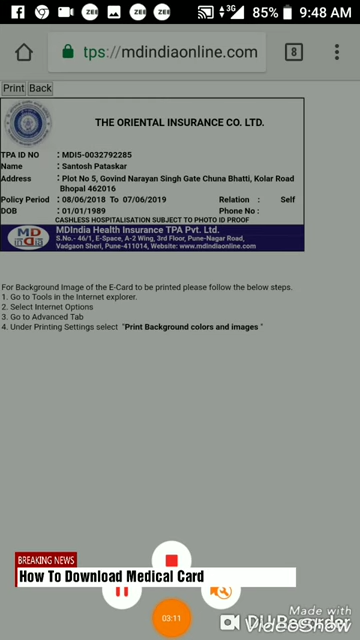 3G 85% 9:48 AM
tps://mdindiaonline.com 8
Print Back
THE ORIENTAL INSURANCE CO. LTD.
TPA ID NO : MDI5-0032792285
Name : Santosh Pataskar
Address : Plot No 5, Govind Narayan Singh Gate Chuna Bhatti, Kolar Road
Bhopal 462016
Policy Period : 08/06/2018 To 07/06/2019 Relation : Self
DOB : 01/01/1989 Phone No :
CASHLESS HOSPITALISATION SUBJECT TO PHOTO ID PROOF
MD MDIndia Health Insurance TPA Pvt. Ltd.
S.No.- 46/1, E-Space, A-2 Wing, 3rd Floor, Pune-Nagar Road,
Vadgaon Sheri, Pune-411014, Website: www.mdindiaonline.com
For Background Image of the E-Card to be printed please follow the below steps.
1. Go to Tools in the Internet explorer.
2. Select Internet Options
3. Go to Advanced Tab
4. Under Printing Settings select "Print Background colors and images "
BREAKING NEWS
How To Download Medical Card
03:11
Made with
DU Recorder
VideoShow